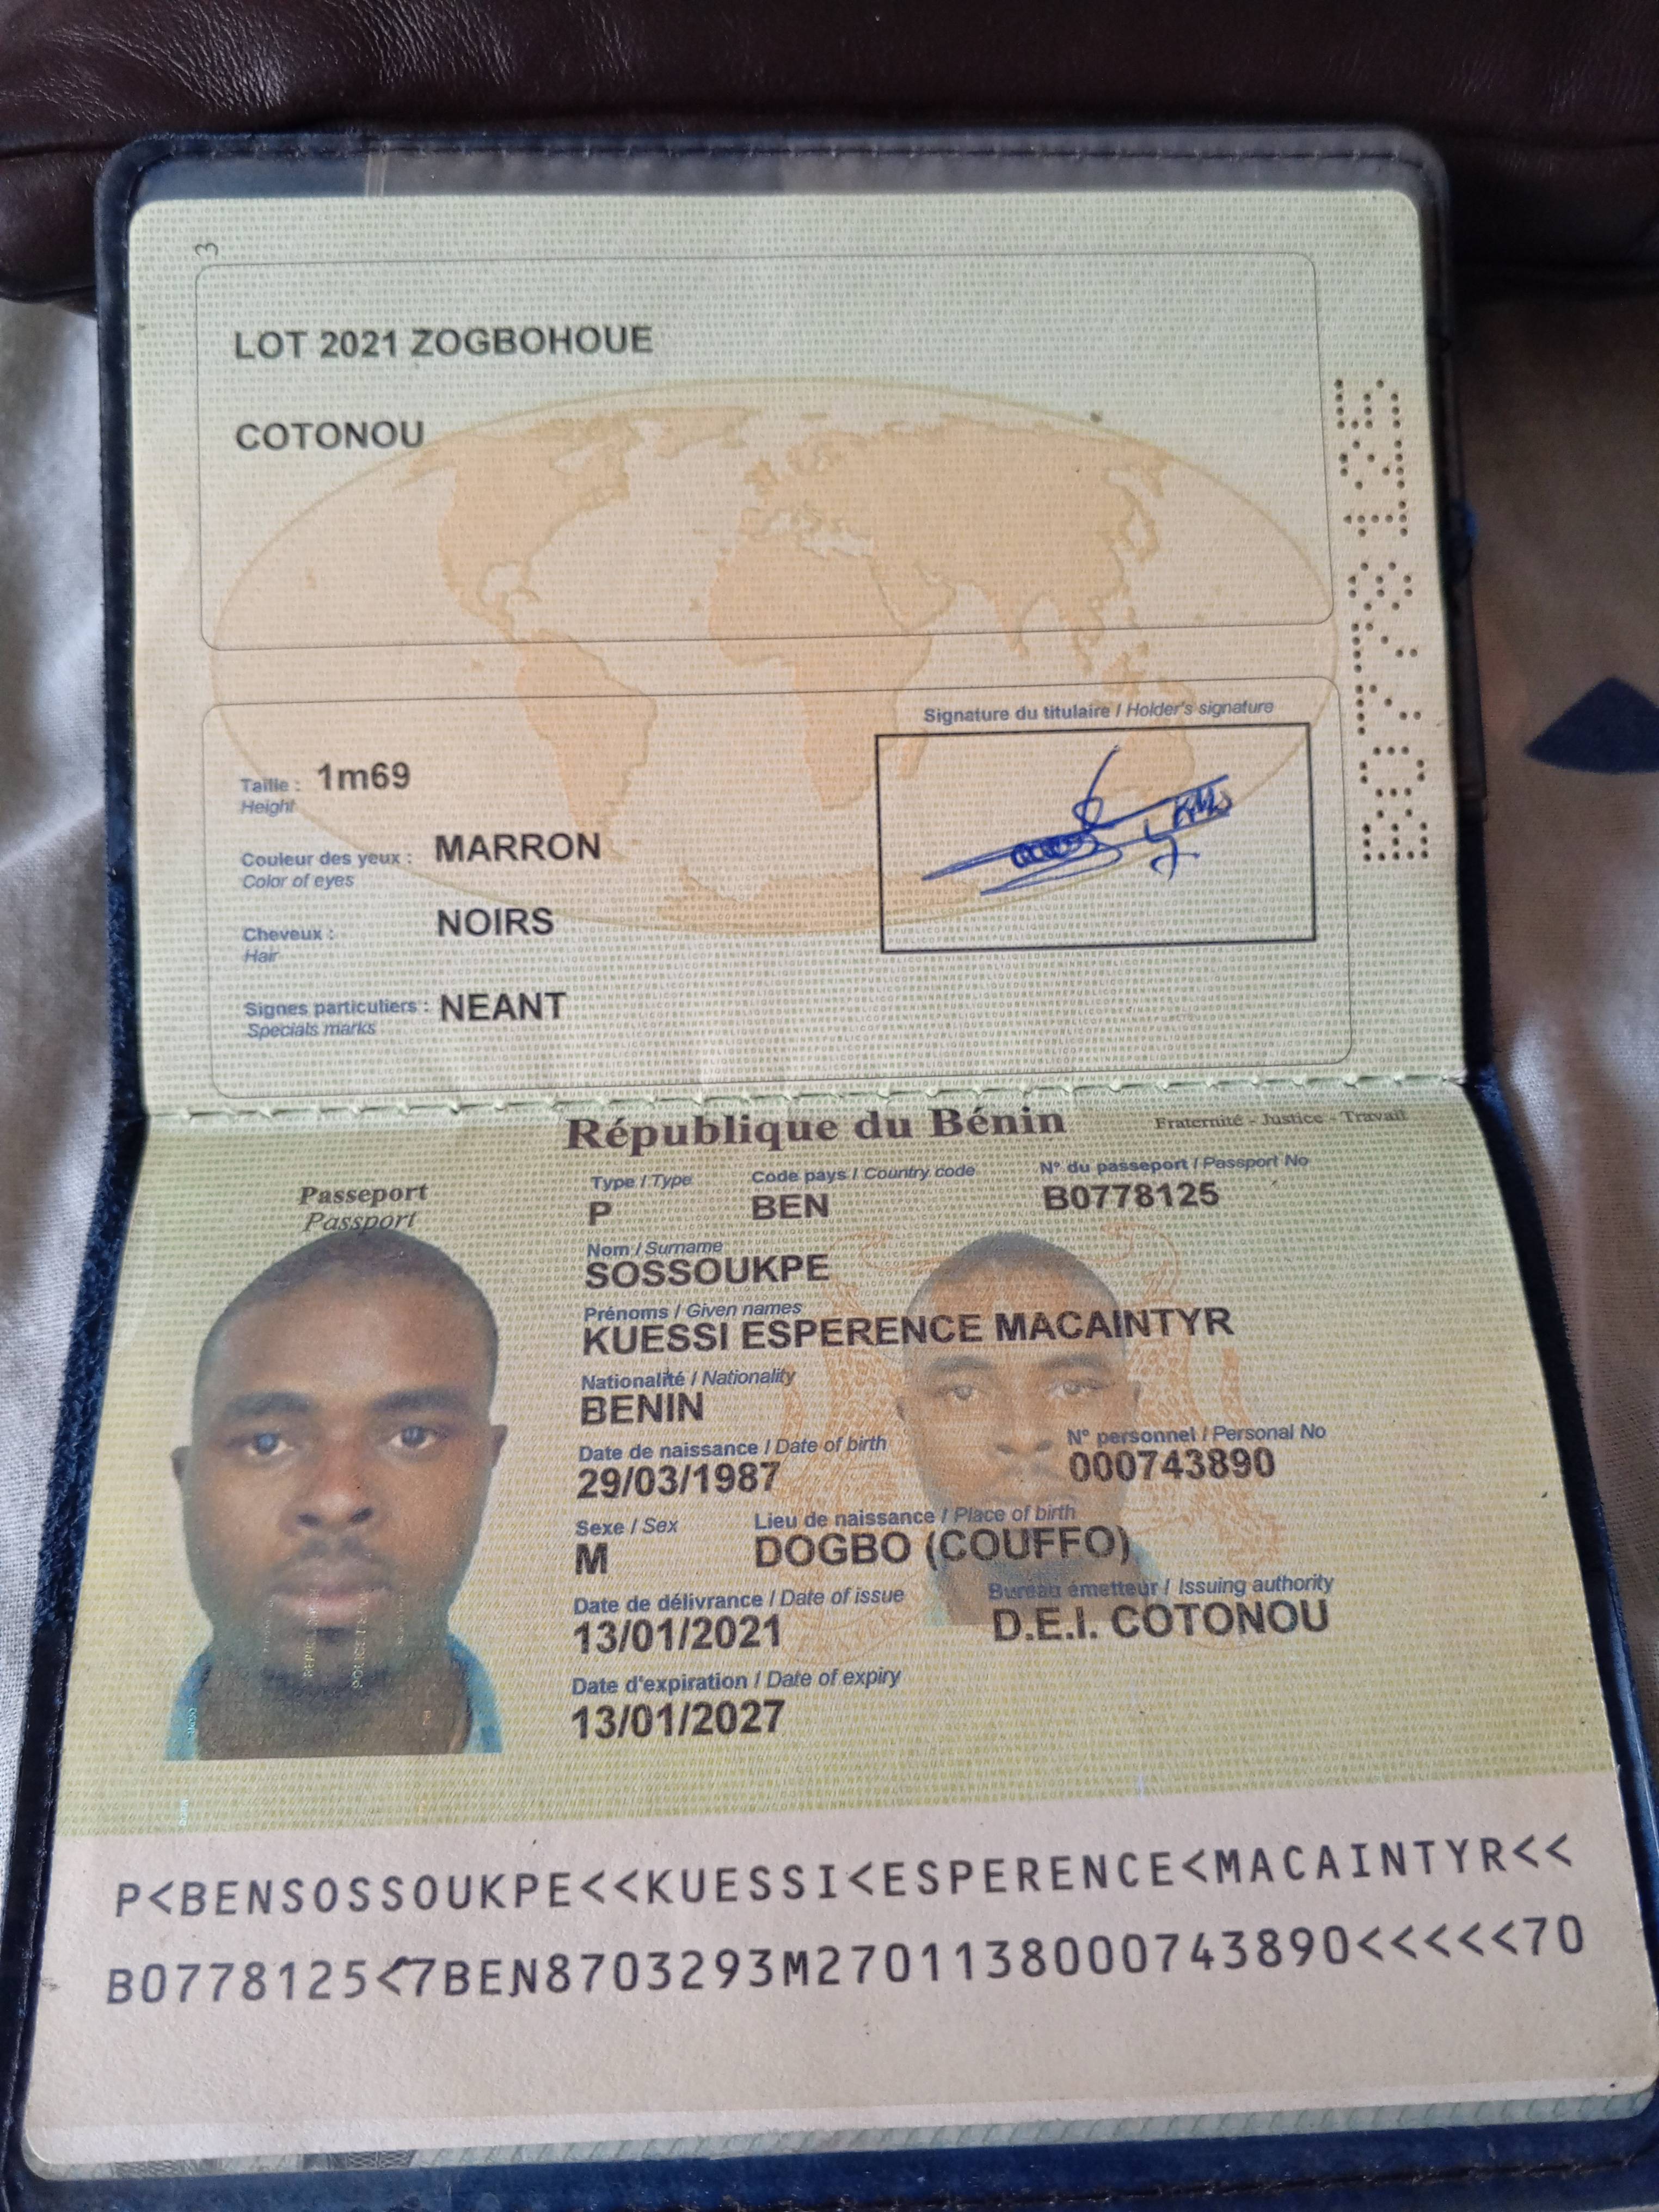 3
LOT 2021 ZOGBOHOUE
COTONOU
B0778125
Signature du titulaire / Holder's signature
Taille : 1m69
Height
Couleur des yeux : MARRON
Color of eyes
Cheveux : NOIRS
Hair
Signes particuliers : NEANT
Specials marks
République du Bénin
Fraternité - Justice - Travail
Passeport
Passport
Type / Type
Code pays / Country code
N° du passeport / Passport No
P
BEN
B0778125
Nom / Surname
SOSSOUKPE
Prénoms / Given names
KUESSI ESPERENCE MACAINTYR
Nationalité / Nationality
BENIN
Date de naissance / Date of birth
N° personnel / Personal No
29/03/1987
000743890
Sexe / Sex
Lieu de naissance / Place of birth
M
DOGBO (COUFFO)
Date de délivrance / Date of issue
Bureau émetteur / Issuing authority
13/01/2021
D.E.I. COTONOU
Date d'expiration / Date of expiry
13/01/2027
P<BENSOSSOUKPE<<KUESSI<ESPERENCE<MACAINTYR<<
B0778125<7BEN8703293M2701138000743890<<<<<70